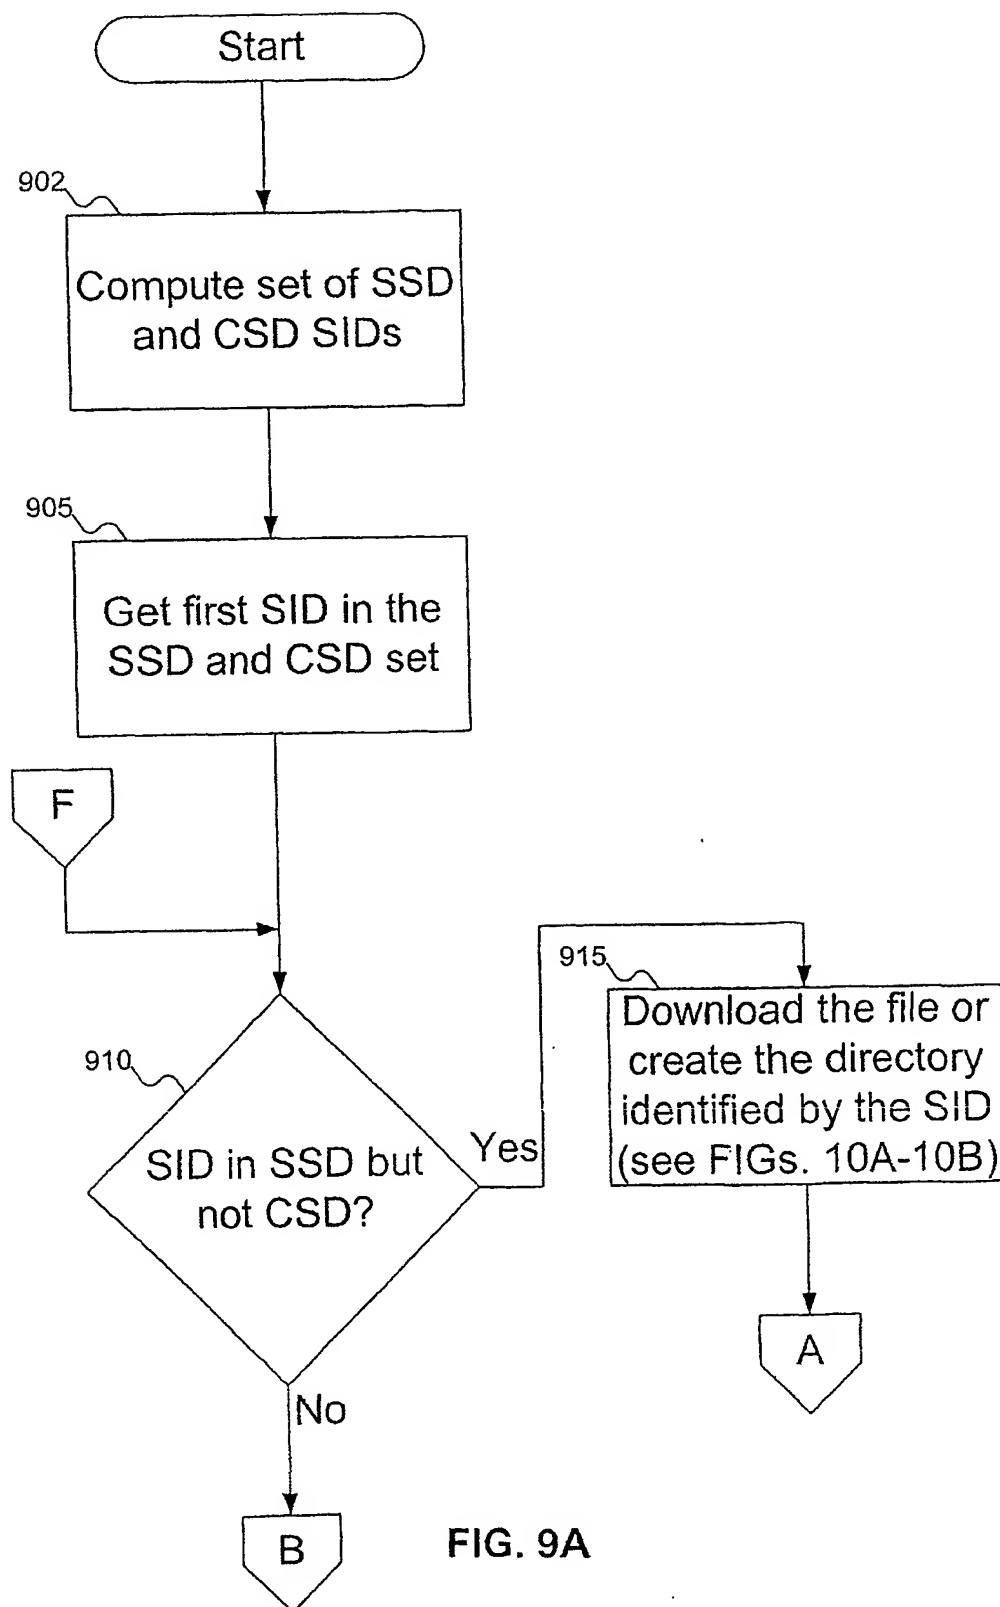 Start
902
Compute set of SSD
and CSD SIDs
905
Get first SID in the
SSD and CSD set
F
910
SID in SSD but
not CSD?
Yes
915
Download the file or
create the directory
identified by the SID
(see FIGs. 10A-10B)
A
No
B
FIG. 9A